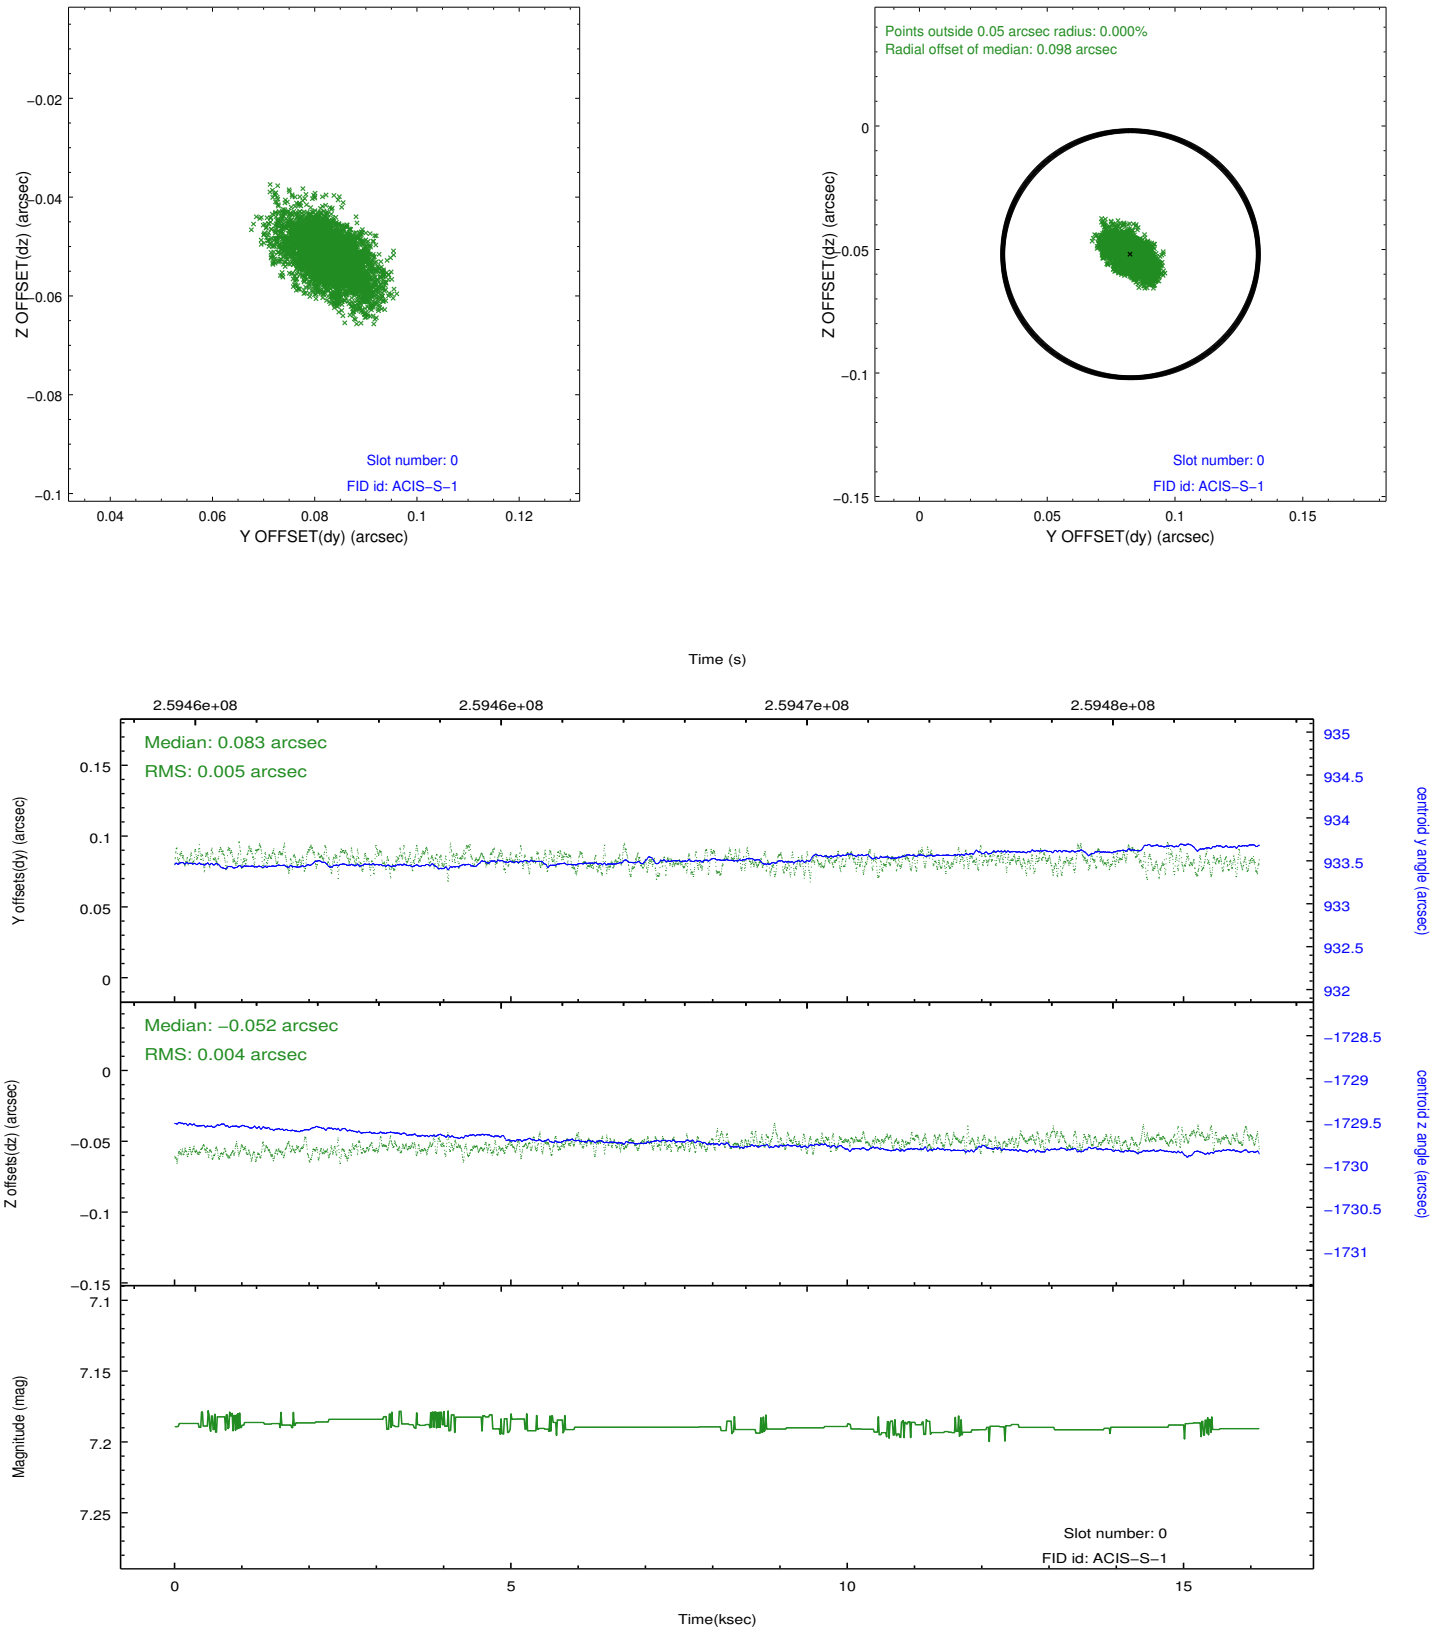 −0.02
−0.04
−0.06
−0.08
−0.1
Z OFFSET(dz) (arcsec)
Slot number: 0
FID id: ACIS−S−1
0.04 0.06 0.08 0.1 0.12
Y OFFSET(dy) (arcsec)
Points outside 0.05 arcsec radius: 0.000%
Radial offset of median: 0.098 arcsec
0
−0.05
−0.1
−0.15
Z OFFSET(dz) (arcsec)
Slot number: 0
FID id: ACIS−S−1
0 0.05 0.1 0.15
Y OFFSET(dy) (arcsec)
Time (s)
2.5946e+08 2.5946e+08 2.5947e+08 2.5948e+08
Median: 0.083 arcsec
RMS: 0.005 arcsec
0.15
0.1
0.05
0
Y offsets(dy) (arcsec)
935
934.5
934
933.5
933
932.5
932
centroid y angle (arcsec)
Median: −0.052 arcsec
RMS: 0.004 arcsec
0
−0.05
−0.1
−0.15
Z offsets(dz) (arcsec)
−1728.5
−1729
−1729.5
−1730
−1730.5
−1731
centroid z angle (arcsec)
7.1
7.15
7.2
7.25
Magnitude (mag)
Slot number: 0
FID id: ACIS−S−1
0 5 10 15
Time(ksec)